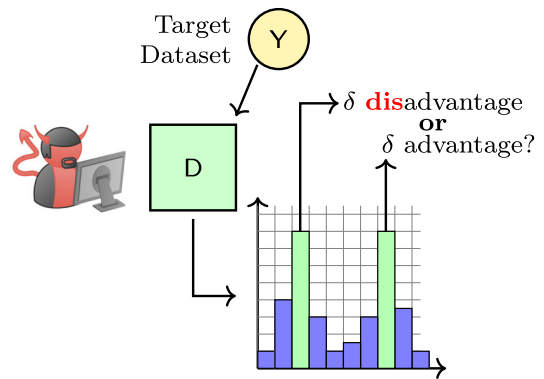 Target
Dataset
Y
D
δ disadvantage
or
δ advantage?